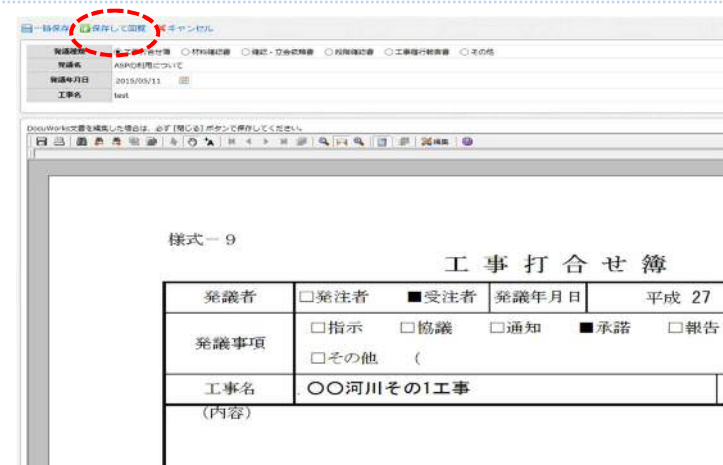 一時保存 保存して回覧 キャンセル
発議種類 工事打合せ簿 ○材料確認書 ○確認・立会依頼書 ○段階確認書 ○工事履行報告書 ○その他
発議名 ASPの利用について
発議年月日 2015/05/11
工事名 test
DocuWorks文書を編集した場合は、必ず [閉じる] ボタンで保存してください。
編集
様式－9
工事打合せ簿
発議者 □発注者 ■受注者 発議年月日 平成 27
発議事項 □指示 □協議 □通知 ■承諾 □報告
□その他 (
工事名 〇〇河川その1工事
(内容)